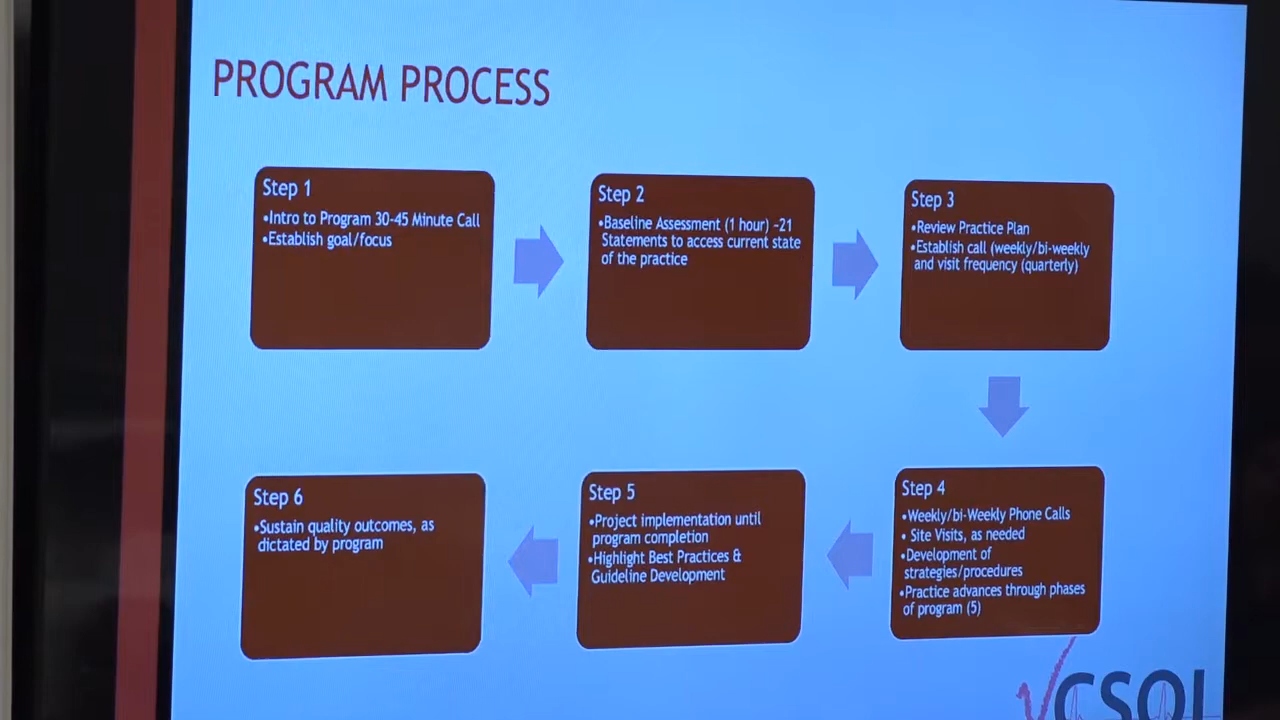 PROGRAM PROCESS
Step 1
•Intro to Program 30-45 Minute Call
•Establish goal/focus
Step 2
•Baseline Assessment (1 hour) -21
Statements to access current state
of the practice
Step 3
•Review Practice Plan
•Establish call (weekly/bi-weekly
and visit frequency (quarterly)
Step 4
•Weekly/bi-Weekly Phone Calls
• Site Visits, as needed
•Development of
strategies/procedures
•Practice advances through phases
of program (5)
Step 5
•Project implementation until
program completion
•Highlight Best Practices &
Guideline Development
Step 6
•Sustain quality outcomes, as
dictated by program